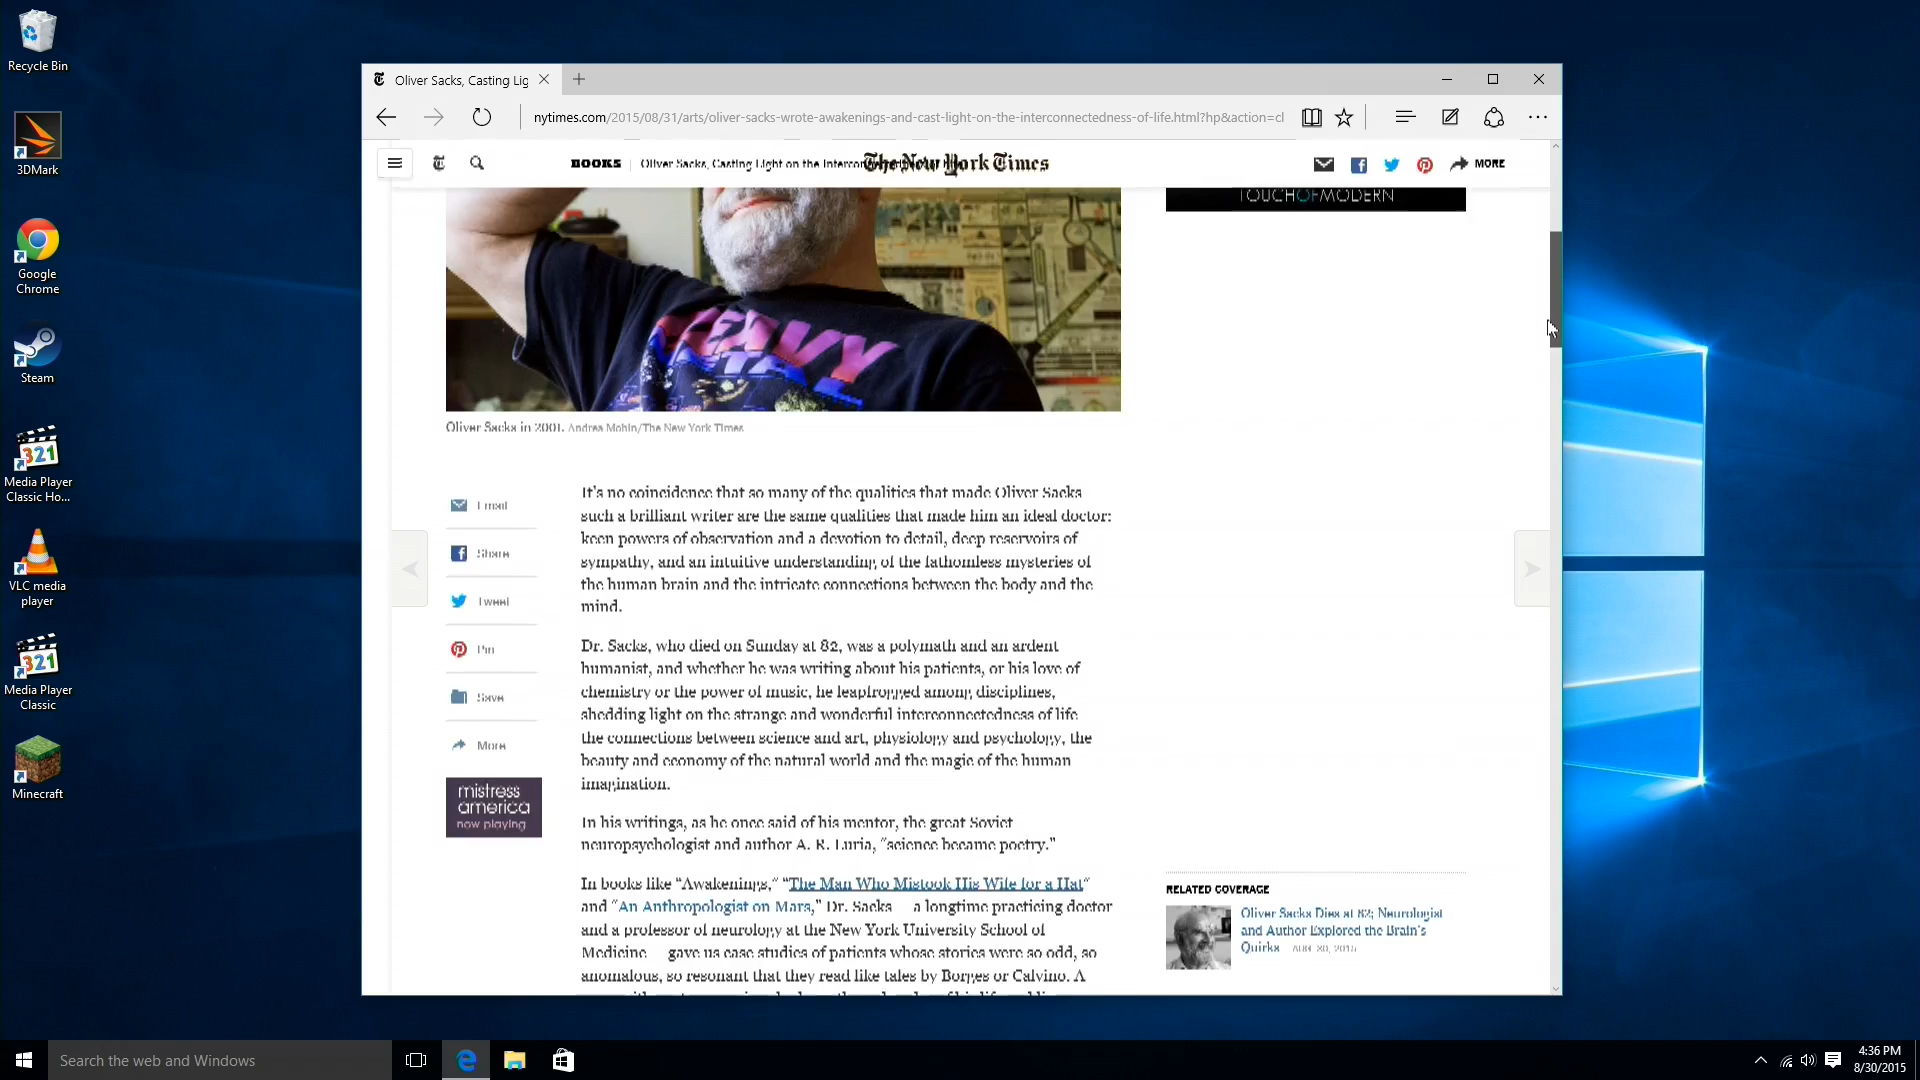 Recycle Bin
3DMark
Google
Chrome
Steam
Media Player
Classic Ho...
VLC media
player
Media Player
Classic
Minecraft
Oliver Sacks, Casting Lig
nytimes.com/2015/08/31/arts/oliver-sacks-wrote-awakenings-and-cast-light-on-the-interconnectedness-of-life.html?hp&action=cl
BOOKS | Oliver Sacks, Casting Light on the Intercon
The New York Times
MORE
TOUCHOFMODERN
HEAVY
Oliver Sacks in 2001. Andrea Mohin/The New York Times
Email
Share
Tweet
Pin
Save
More
mistress
america
now playing
It's no coincidence that so many of the qualities that made Oliver Sacks
such a brilliant writer are the same qualities that made him an ideal doctor:
keen powers of observation and a devotion to detail, deep reservoirs of
sympathy, and an intuitive understanding of the fathomless mysteries of
the human brain and the intricate connections between the body and the
mind.
Dr. Sacks, who died on Sunday at 82, was a polymath and an ardent
humanist, and whether he was writing about his patients, or his love of
chemistry or the power of music, he leapfrogged among disciplines,
shedding light on the strange and wonderful interconnectedness of life
the connections between science and art, physiology and psychology, the
beauty and economy of the natural world and the magic of the human
imagination.
In his writings, as he once said of his mentor, the great Soviet
neuropsychologist and author A. R. Luria, "science became poetry."
In books like "Awakenings," "The Man Who Mistook His Wife for a Hat"
and "An Anthropologist on Mars," Dr. Sacks a longtime practicing doctor
and a professor of neurology at the New York University School of
Medicine gave us case studies of patients whose stories were so odd, so
anomalous, so resonant that they read like tales by Borges or Calvino. A
RELATED COVERAGE
Oliver Sacks Dies at 82; Neurologist
and Author Explored the Brain's
Quirks AUG. 30, 2015
Search the web and Windows
4:36 PM
8/30/2015